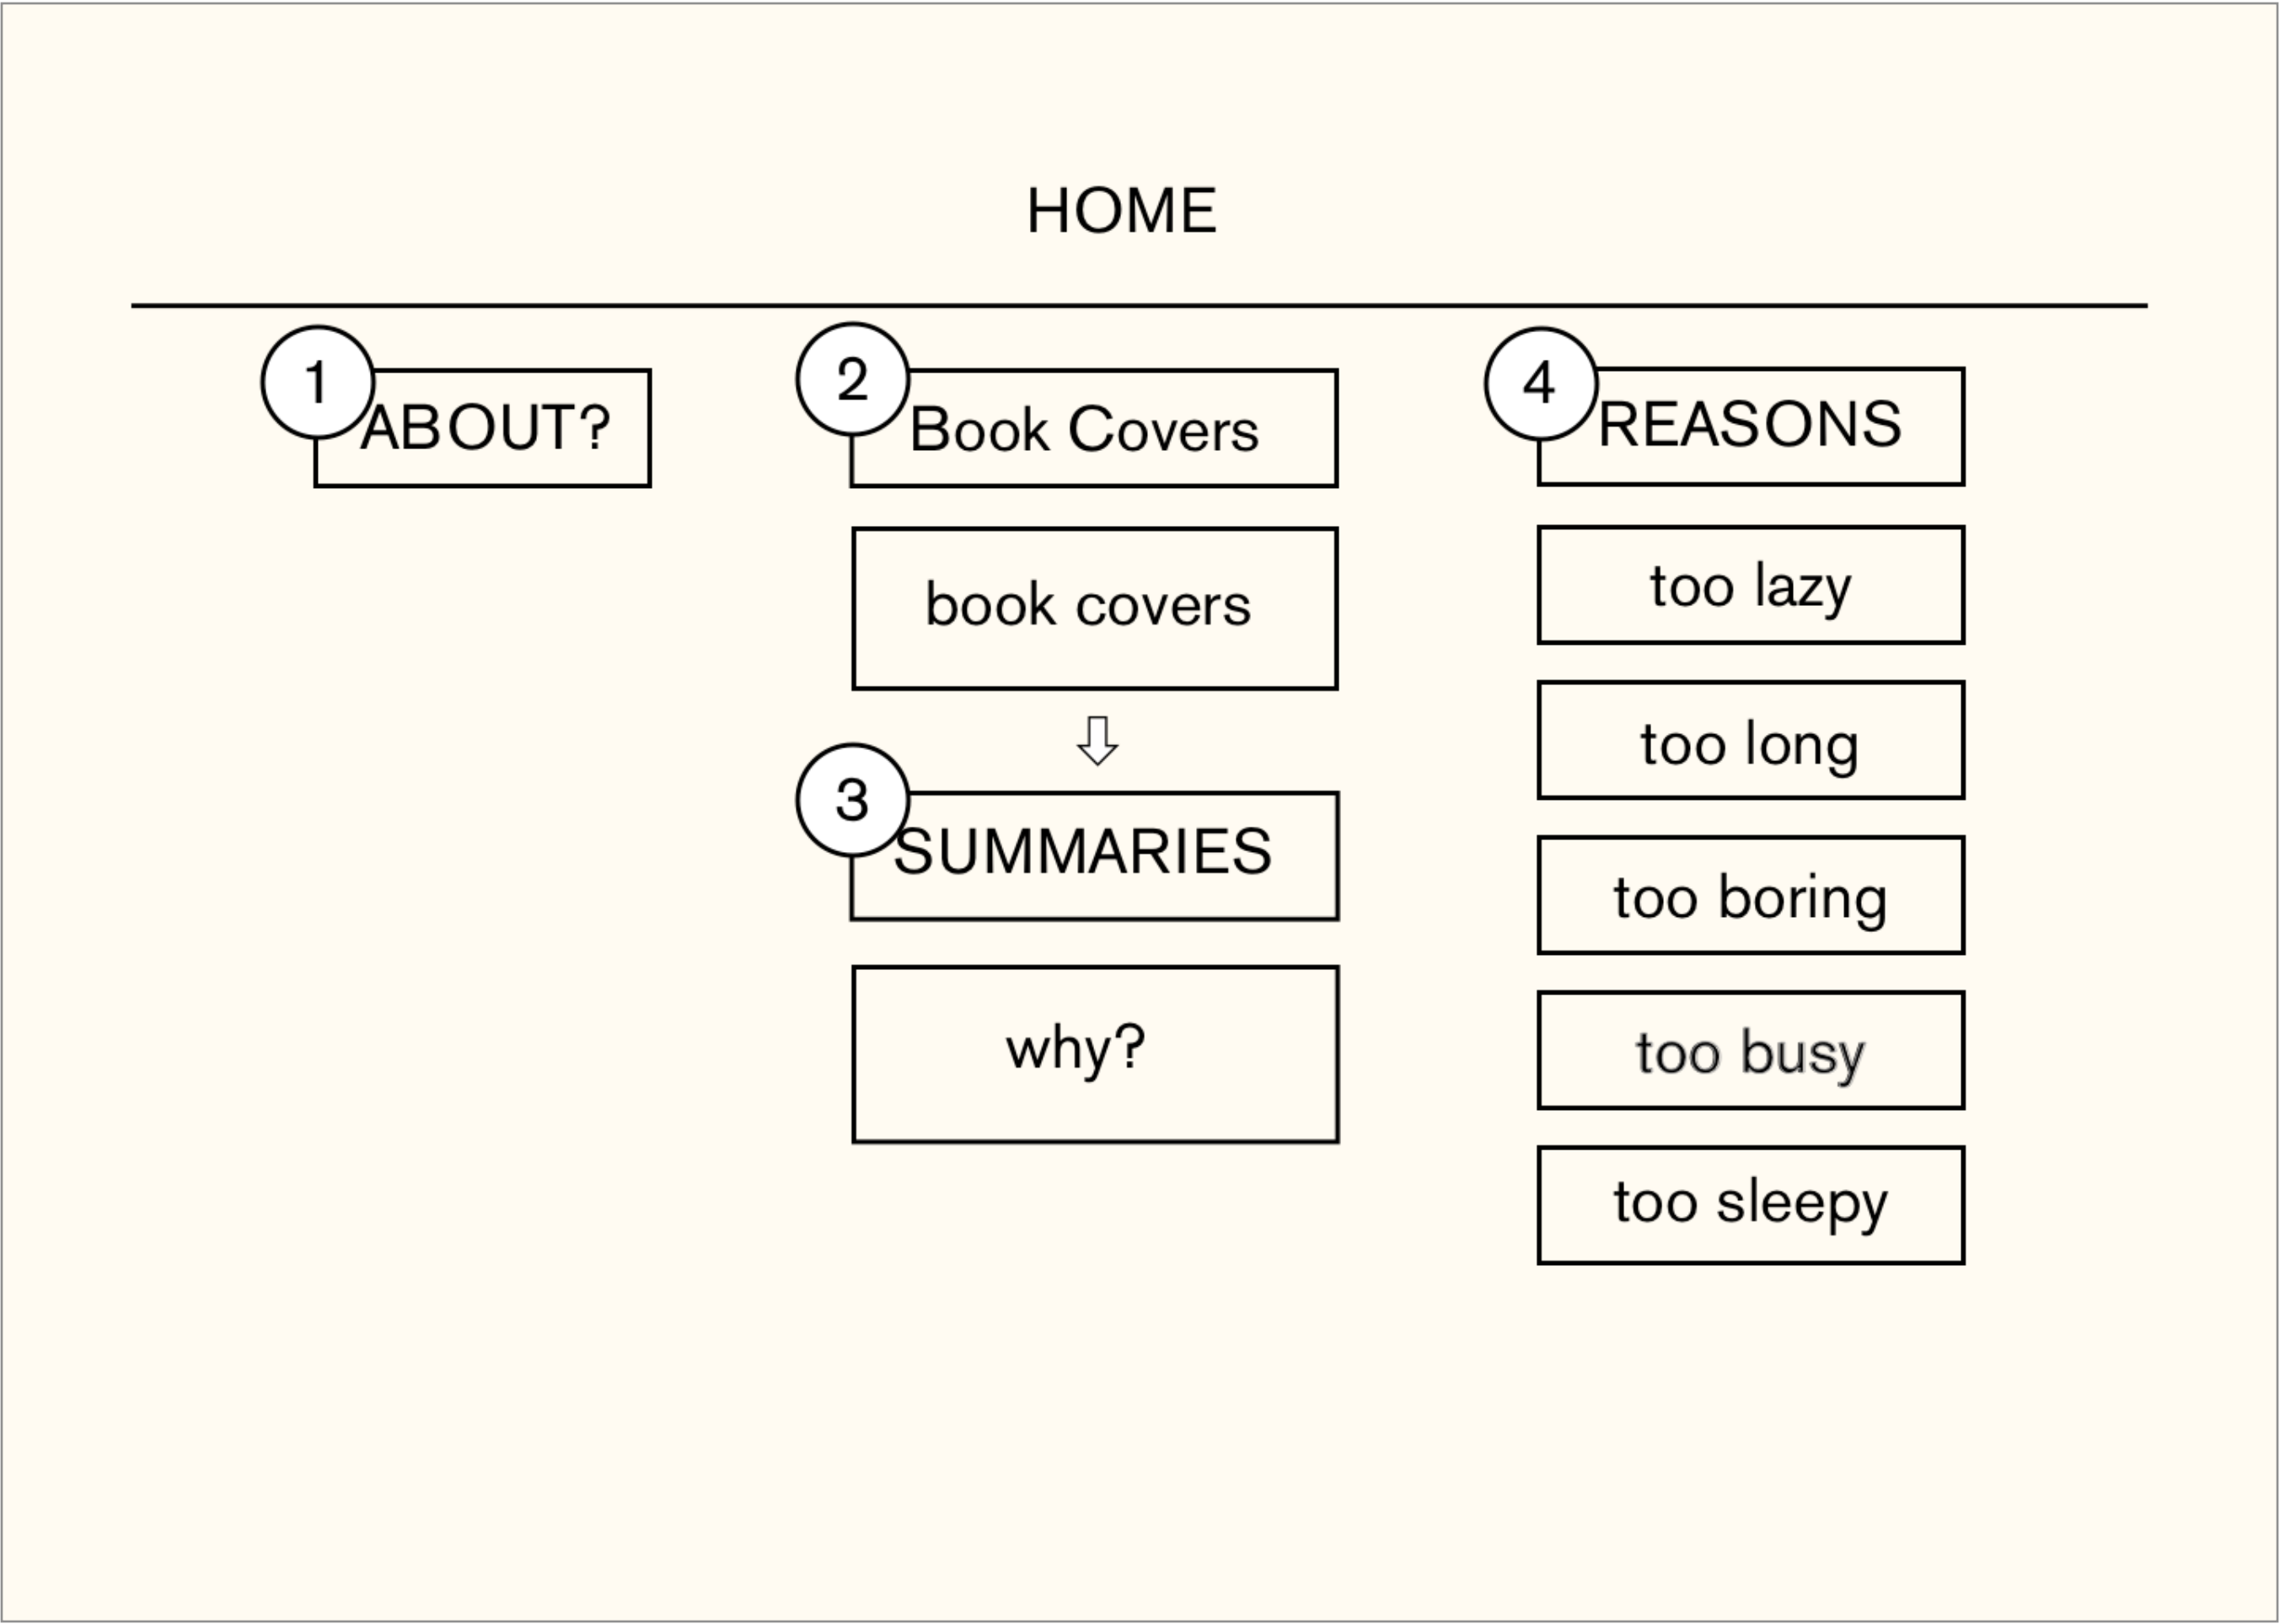 HOME
1
ABOUT?
2
Book Covers
book covers
3
SUMMARIES
why?
4
REASONS
too lazy
too long
too boring
too busy
too sleepy